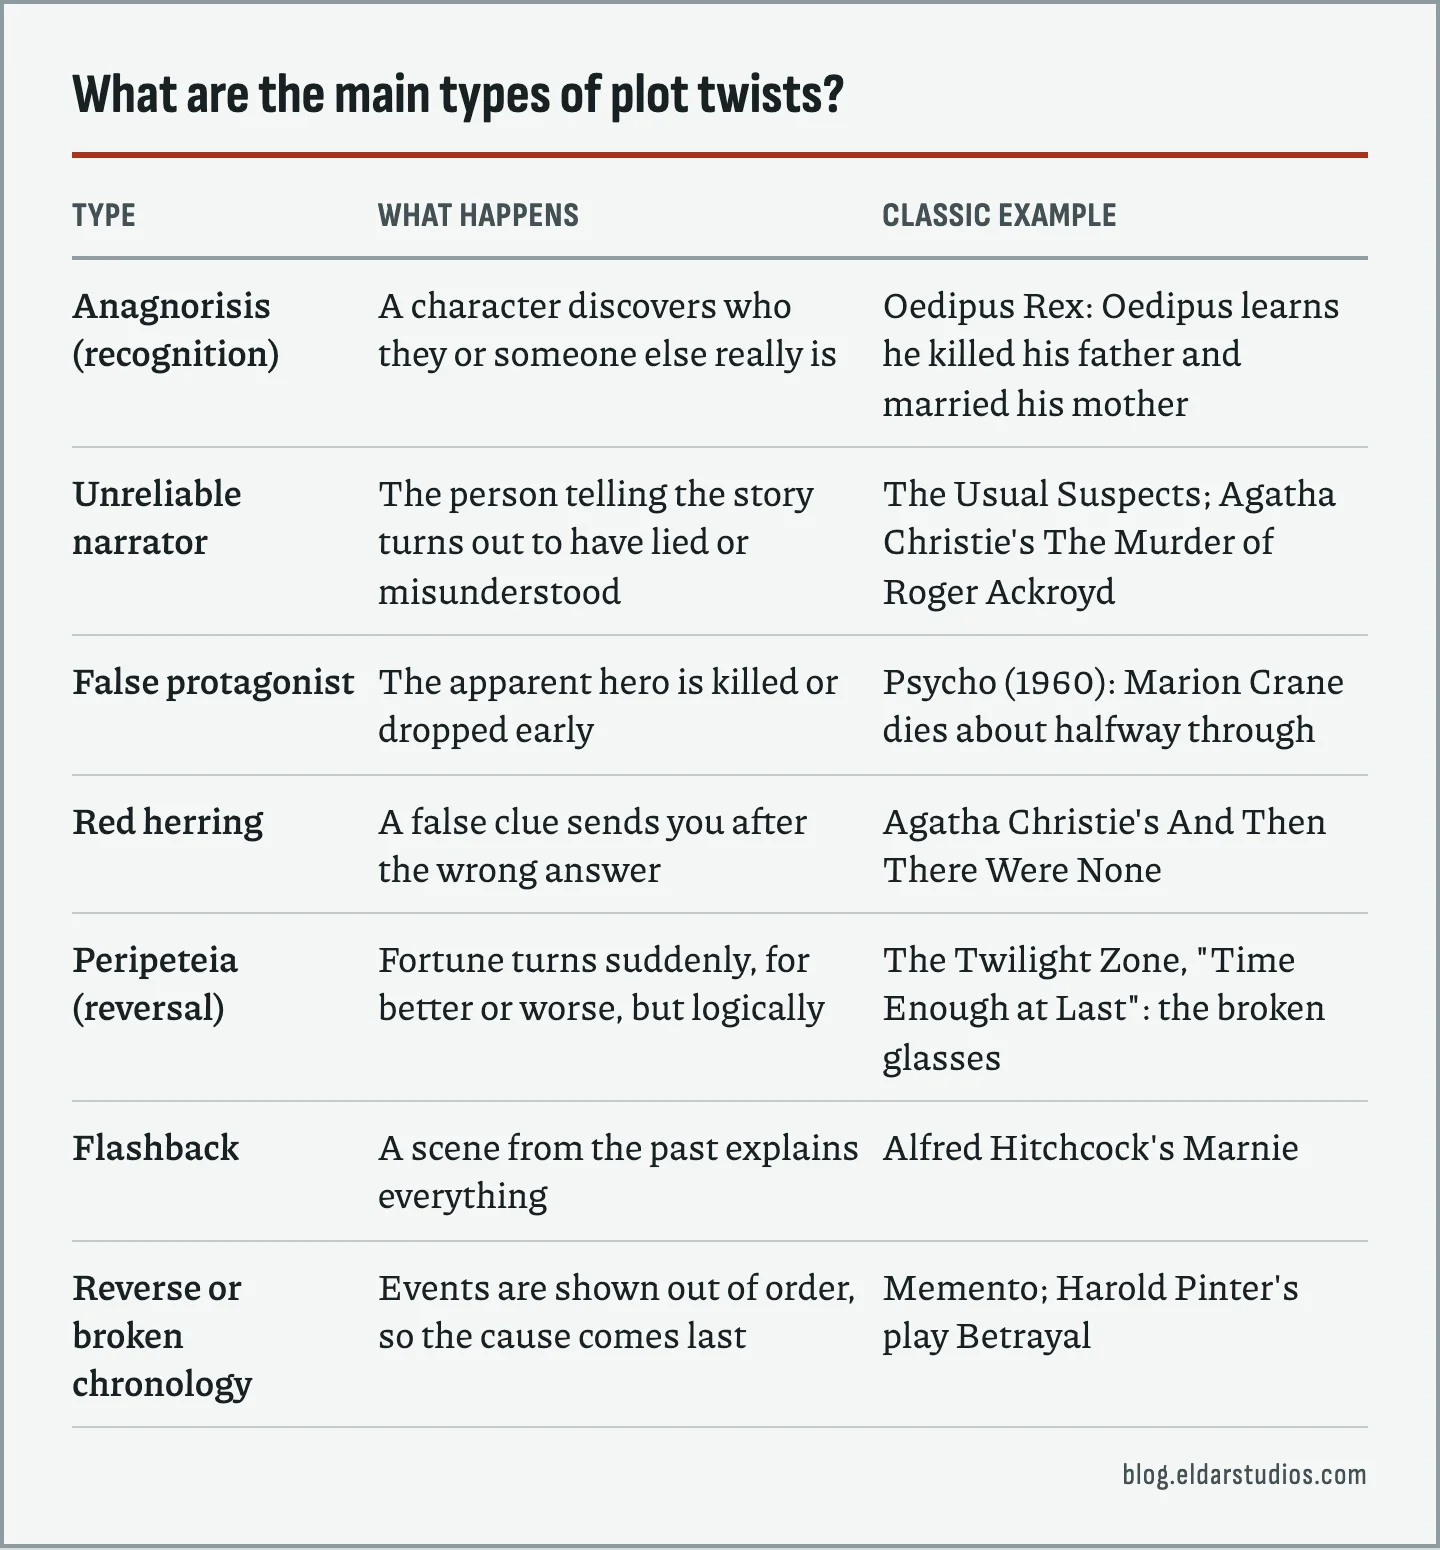 What are the main types of plot twists?
TYPE WHAT HAPPENS CLASSIC EXAMPLE
Anagnorisis A character discovers who Oedipus Rex: Oedipus learns
(recognition) they or someone else really is he killed his father and
married his mother
Unreliable The person telling the story The Usual Suspects; Agatha
narrator turns out to have lied or Christie's The Murder of
misunderstood Roger Ackroyd
False protagonist The apparent hero is killed or Psycho (1960): Marion Crane
dropped early dies about halfway through
Red herring A false clue sends you after Agatha Christie's And Then
the wrong answer There Were None
Peripeteia Fortune turns suddenly, for The Twilight Zone, "Time
(reversal) better or worse, but logically Enough at Last": the broken
glasses
Flashback A scene from the past explains Alfred Hitchcock's Marnie
everything
Reverse or Events are shown out of order, Memento; Harold Pinter's
broken so the cause comes last play Betrayal
chronology
blog.eldarstudios.com